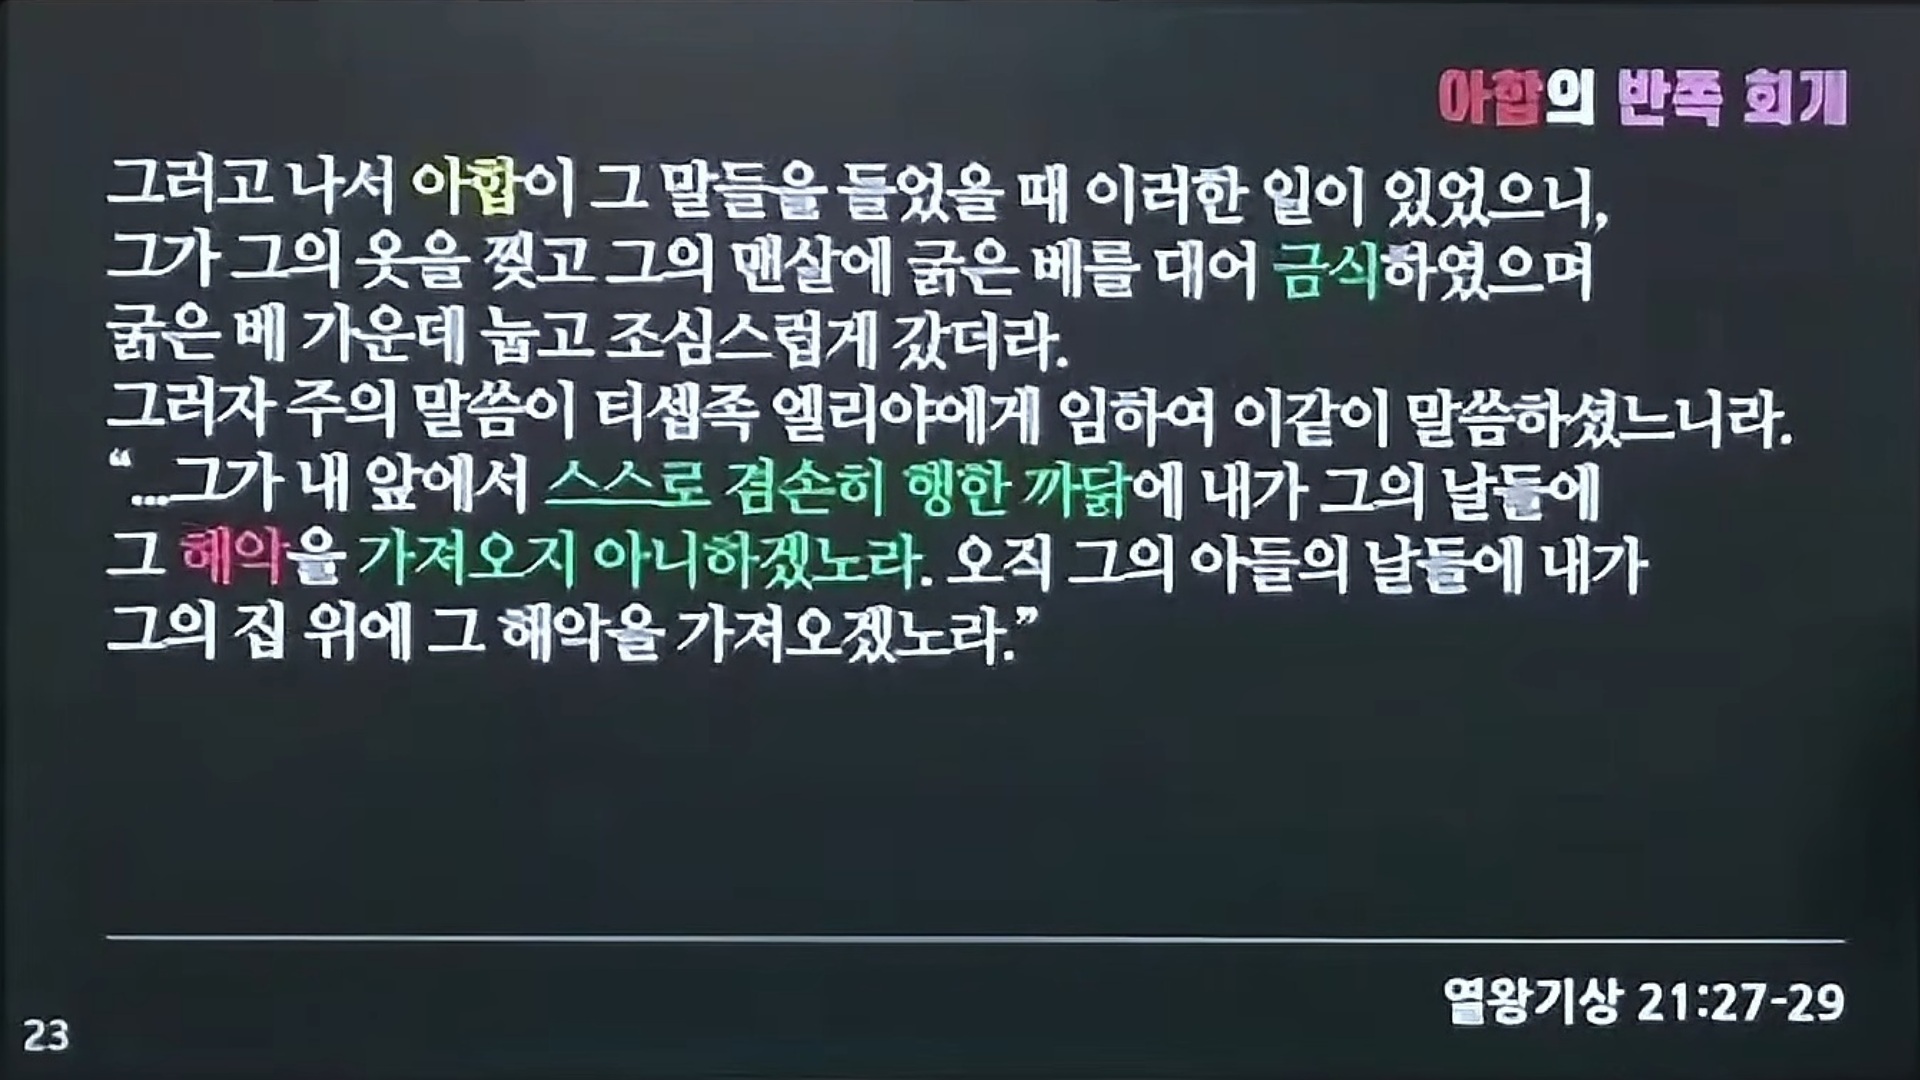 아합의 반쪽 회개
그러고 나서 아합이 그 말들을 들었을 때 이러한 일이 있었으니,
그가 그의 옷을 찢고 그의 맨살에 굵은 베를 대어 금식하였으며
굵은 베 가운데 눕고 조심스럽게 갔더라.
그러자 주의 말씀이 티셉족 엘리야에게 임하여 이같이 말씀하셨느니라.
“...그가 내 앞에서 스스로 겸손히 행한 까닭에 내가 그의 날들에
그 해악을 가져오지 아니하겠노라. 오직 그의 아들의 날들에 내가
그의 집 위에 그 해악을 가져오겠노라.”
열왕기상 21:27-29
23